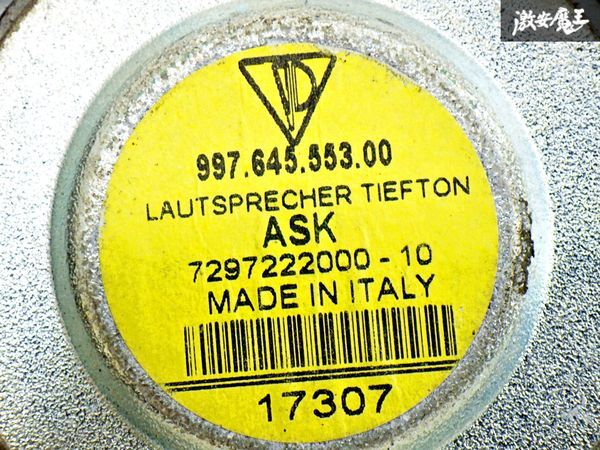 激安魔王
997.645.553.00
LAUTSPRECHER TIEFTON
ASK
7297222000-10
MADE IN ITALY
17307